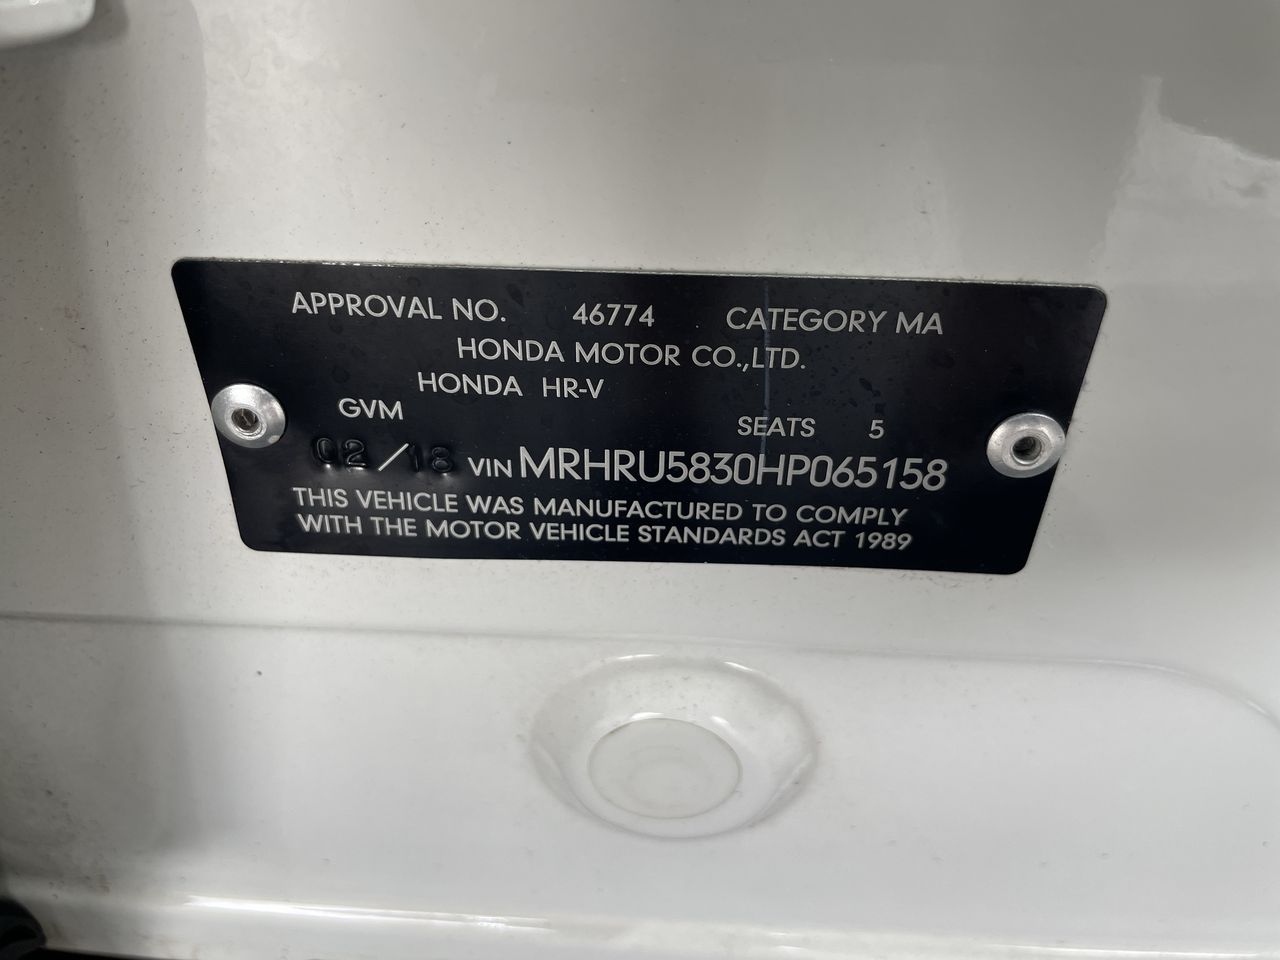 APPROVAL NO. 46774 CATEGORY MA
HONDA MOTOR CO.,LTD.
HONDA HR-V
GVM
SEATS 5
02/18 VIN MRHRU5830HP065158
THIS VEHICLE WAS MANUFACTURED TO COMPLY
WITH THE MOTOR VEHICLE STANDARDS ACT 1989